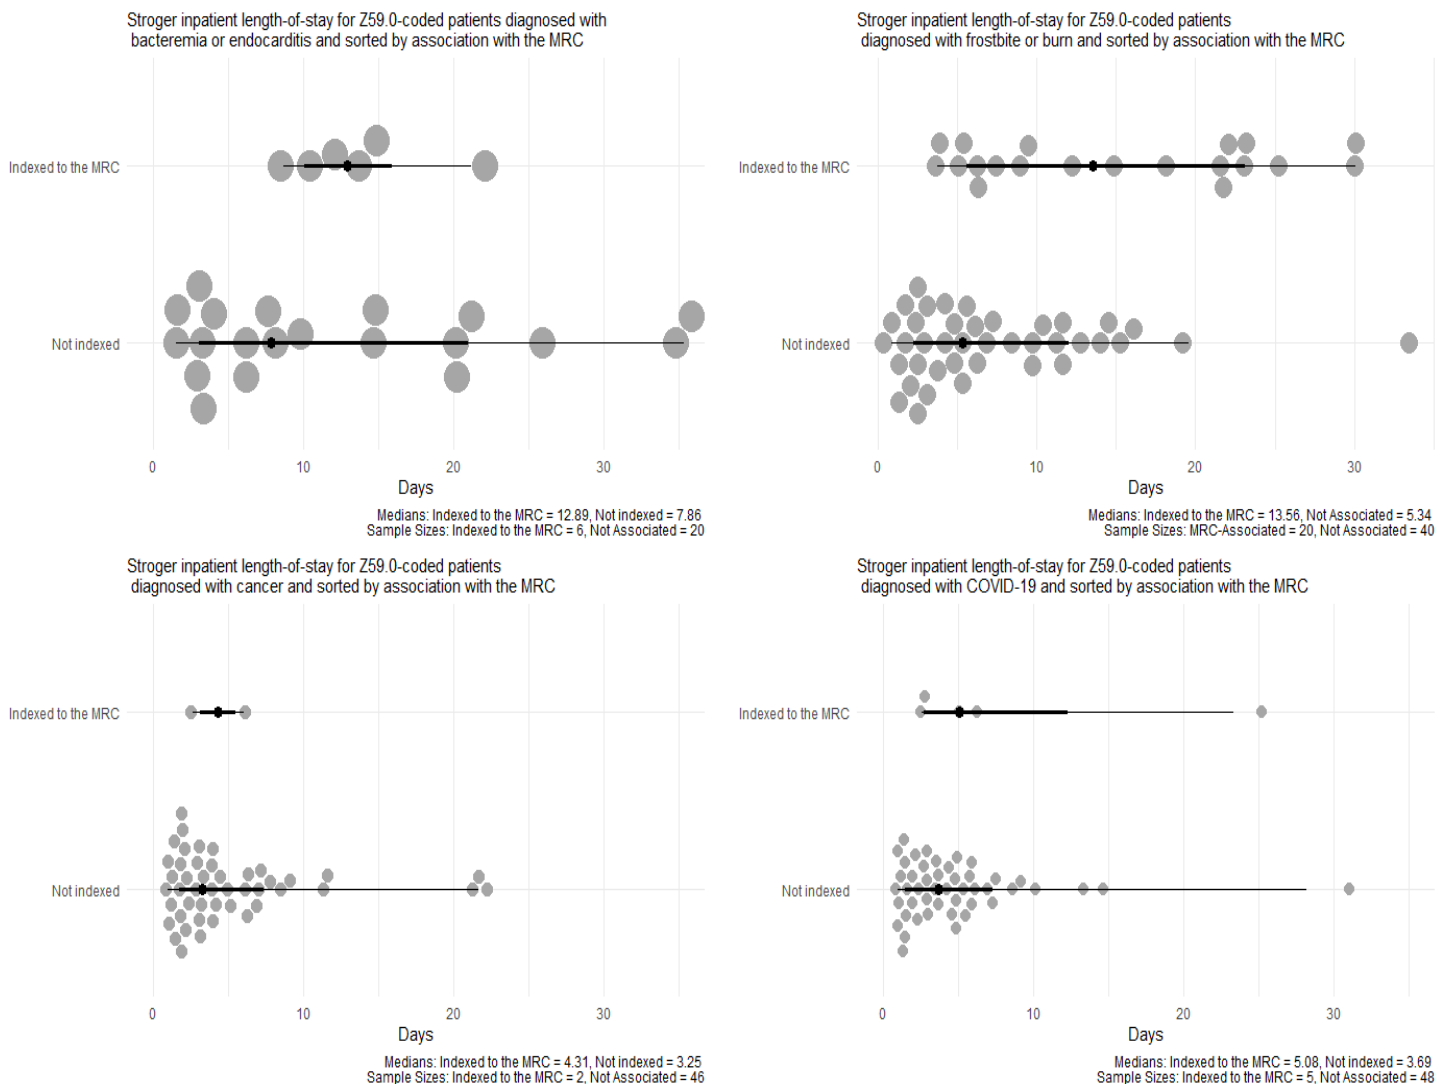 Stroger inpatient length-of-stay for Z59.0-coded patients diagnosed with
bacteremia or endocarditis and sorted by association with the MRC
Indexed to the MRC
Not indexed
0 10 20 30
Days
Medians: Indexed to the MRC = 12.89, Not indexed = 7.86
Sample Sizes: Indexed to the MRC = 6, Not Associated = 20
Stroger inpatient length-of-stay for Z59.0-coded patients
diagnosed with frostbite or burn and sorted by association with the MRC
Indexed to the MRC
Not indexed
0 10 20 30
Days
Medians: Indexed to the MRC = 13.56, Not Associated = 5.34
Sample Sizes: MRC-Associated = 20, Not Associated = 40
Stroger inpatient length-of-stay for Z59.0-coded patients
diagnosed with cancer and sorted by association with the MRC
Indexed to the MRC
Not indexed
0 10 20 30
Days
Medians: Indexed to the MRC = 4.31, Not indexed = 3.25
Sample Sizes: Indexed to the MRC = 2, Not Associated = 46
Stroger inpatient length-of-stay for Z59.0-coded patients
diagnosed with COVID-19 and sorted by association with the MRC
Indexed to the MRC
Not indexed
0 10 20 30
Days
Medians: Indexed to the MRC = 5.08, Not indexed = 3.69
Sample Sizes: Indexed to the MRC = 5, Not Associated = 48